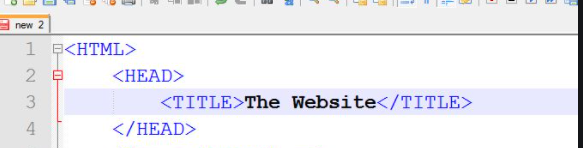 new 2
1 <HTML>
2 <HEAD>
3 <TITLE>The Website</TITLE>
4 </HEAD>